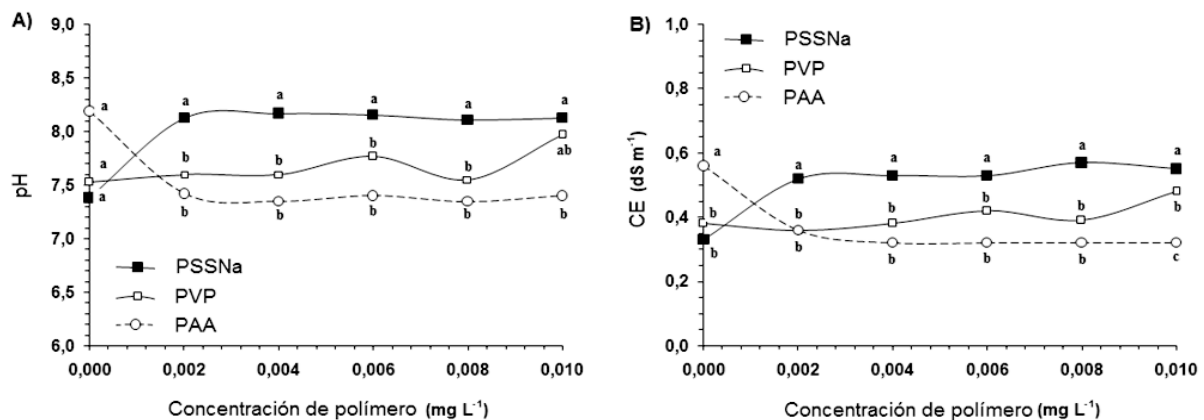 A)
9,0
8,5
8,0
7,5
7,0
6,5
6,0
pH
a a a a a a
a b b b b ab
a b b b b b
PSSNa
PVP
PAA
0,000 0,002 0,004 0,006 0,008 0,010
Concentración de polímero (mg L⁻¹)
B)
1,0
0,8
0,6
0,4
0,2
0,0
CE (dS m⁻¹)
PSSNa
PVP
PAA
a a a a a a
b b b b b b
b b b b b c
0,000 0,002 0,004 0,006 0,008 0,010
Concentración de polímero (mg L⁻¹)